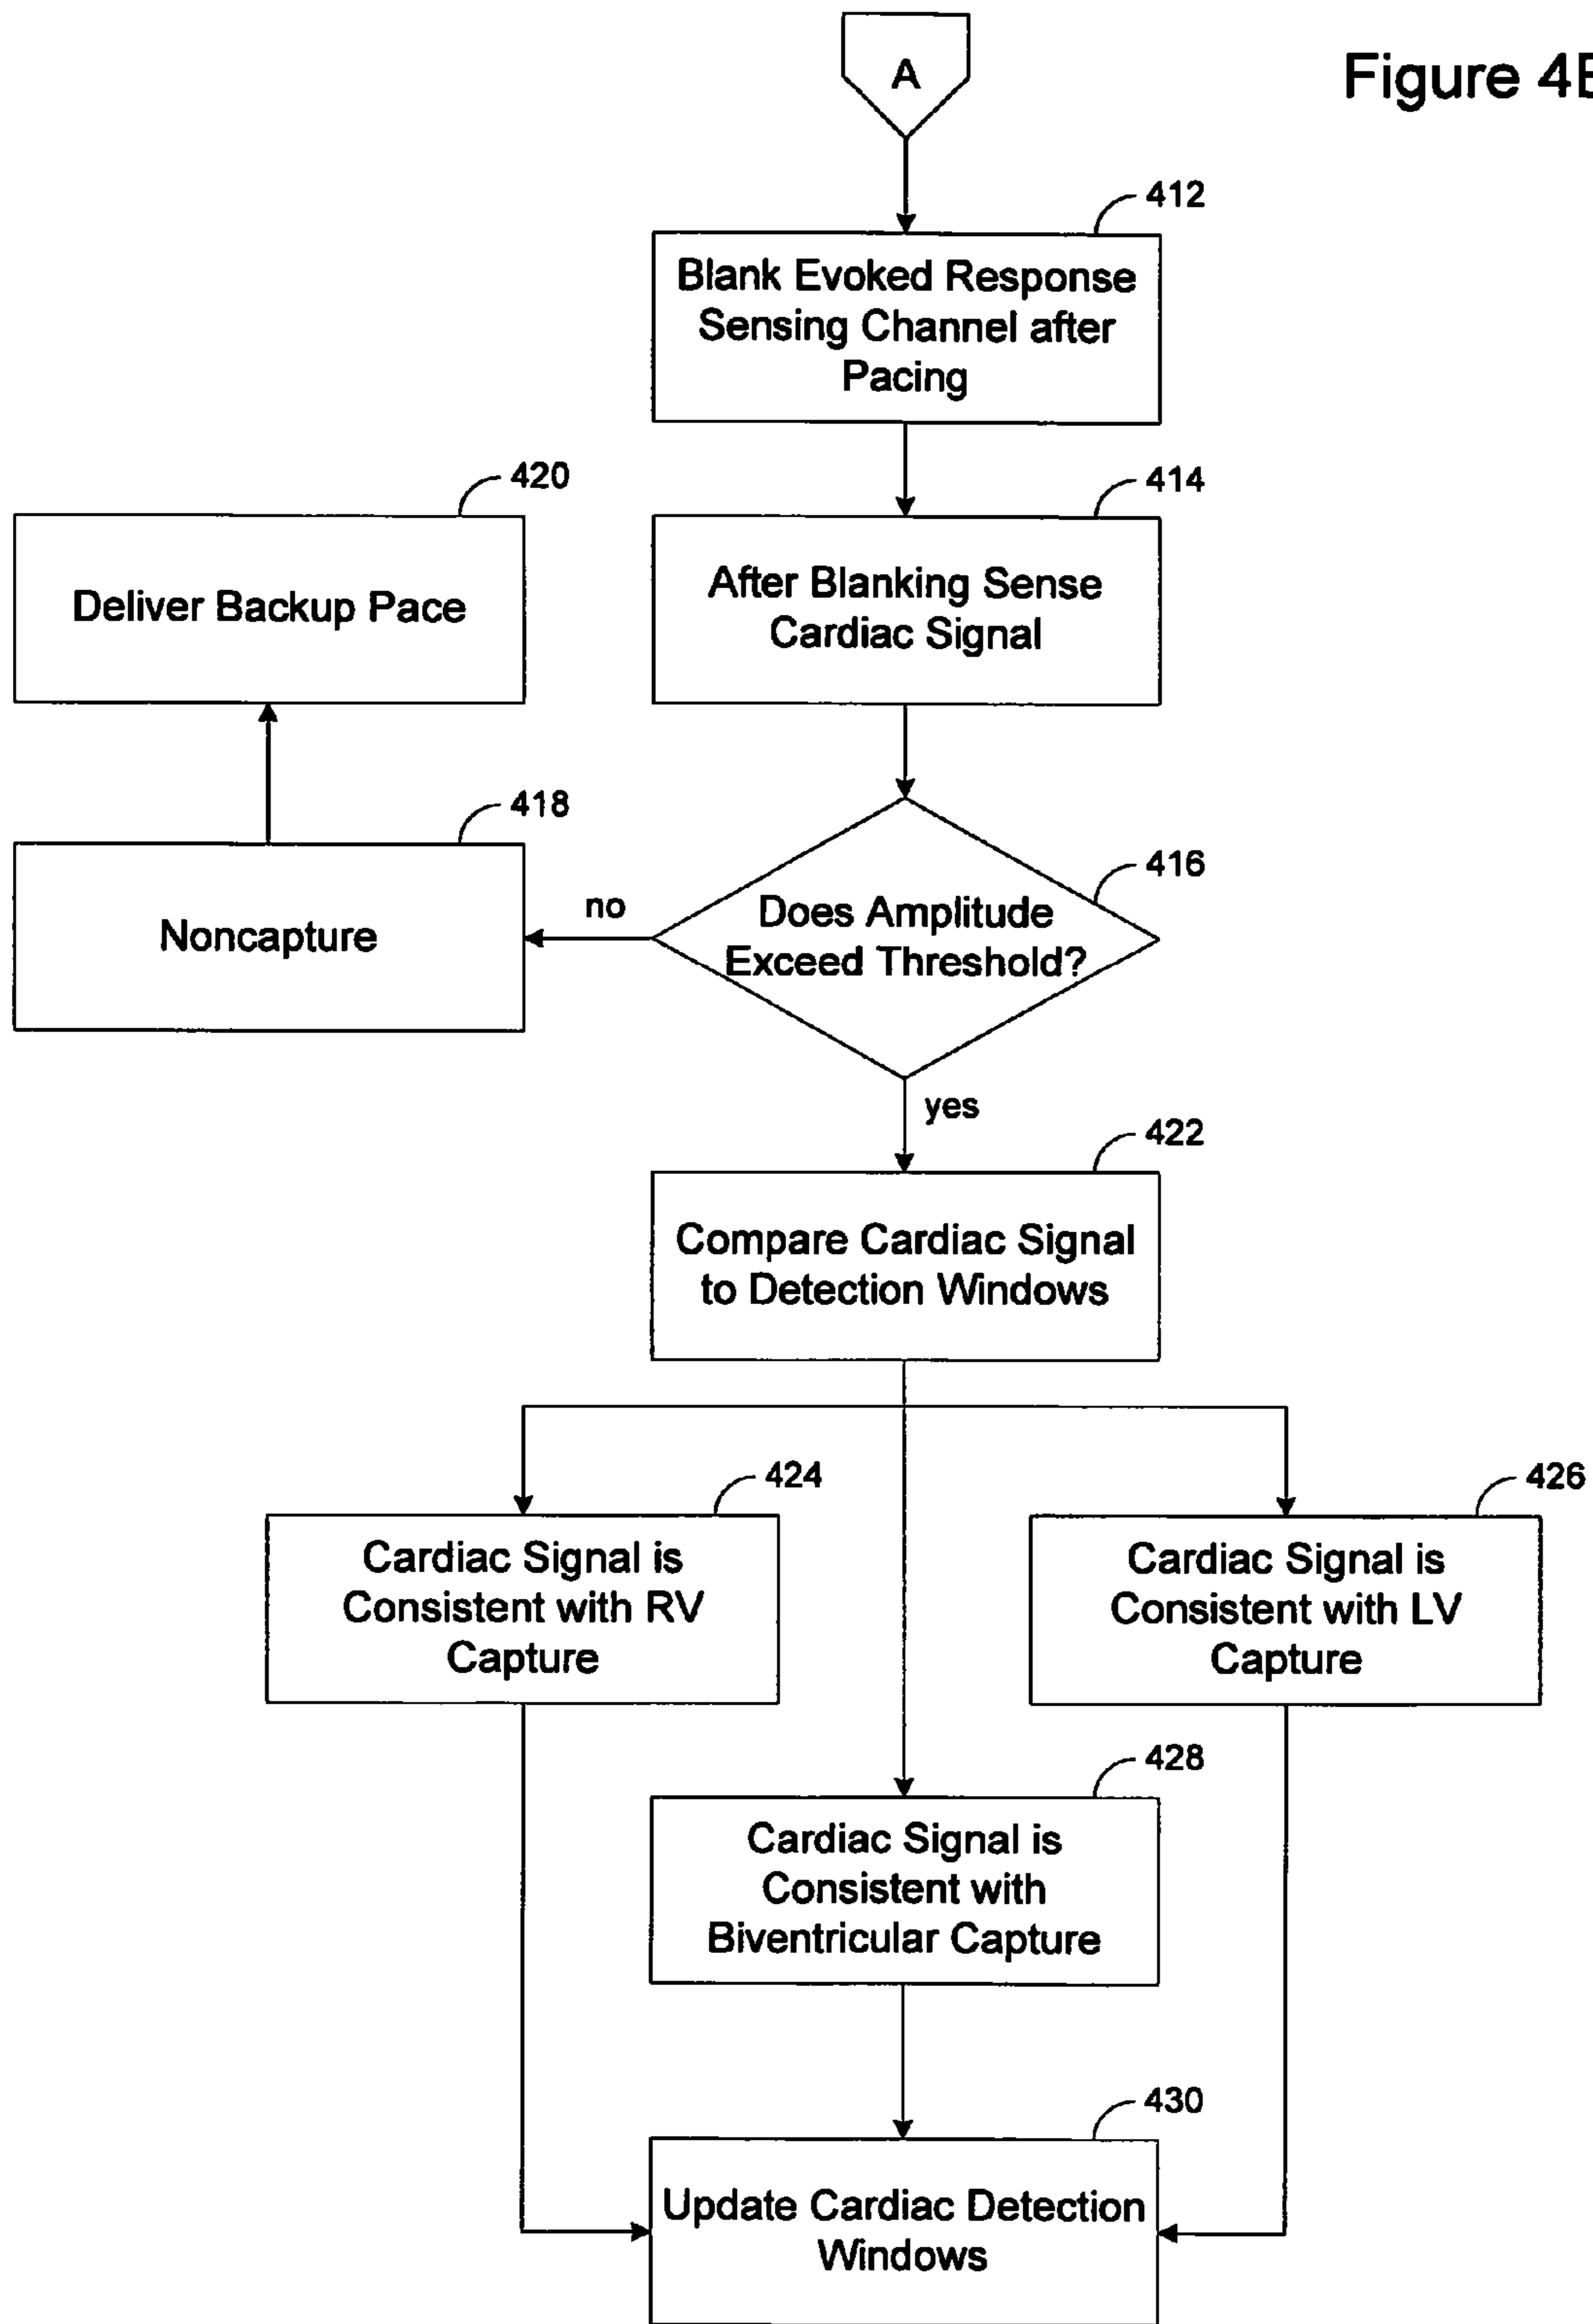 A
Figure 4B
412
Blank Evoked Response
Sensing Channel after
Pacing
420
414
Deliver Backup Pace
After Blanking Sense
Cardiac Signal
418
416
Noncapture
no
Does Amplitude
Exceed Threshold?
yes
422
Compare Cardiac Signal
to Detection Windows
424
426
Cardiac Signal is
Consistent with RV
Capture
Cardiac Signal is
Consistent with LV
Capture
428
Cardiac Signal is
Consistent with
Biventricular Capture
430
Update Cardiac Detection
Windows